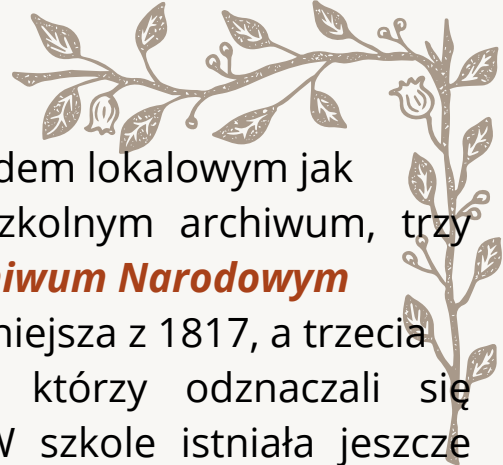 dem lokalowym jak
zkolnym archiwum, trzy
iwum Narodowym
niejsza z 1817, a trzecia
którzy odznaczali się
W szkole istniała jeszcze